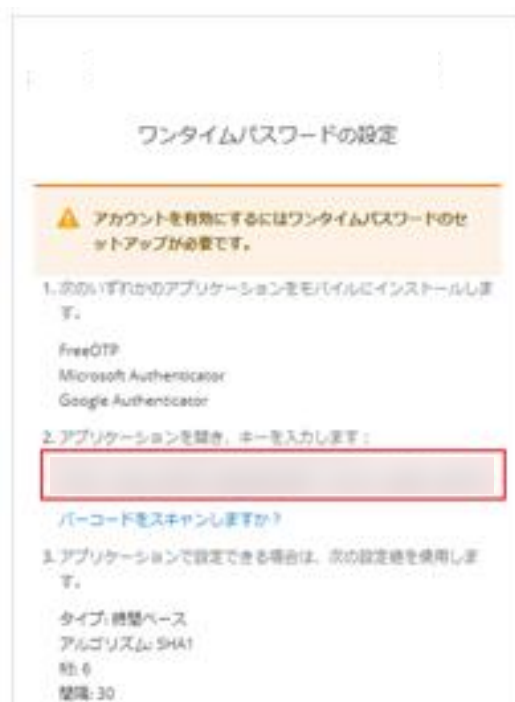 ワンタイムパスワードの設定
アカウントを有効にするにはワンタイムパスワードのセ
ットアップが必要です。
1. 次のいずれかのアプリケーションをモバイルにインストールしま
す。
FreeOTP
Microsoft Authenticator
Google Authenticator
2. アプリケーションを開き、キーを入力します：
バーコードをスキャンしますか？
3. アプリケーションで設定できる場合は、次の設定値を使用しま
す。
タイプ: 時間ベース
アルゴリズム: SHA1
桁: 6
間隔: 30